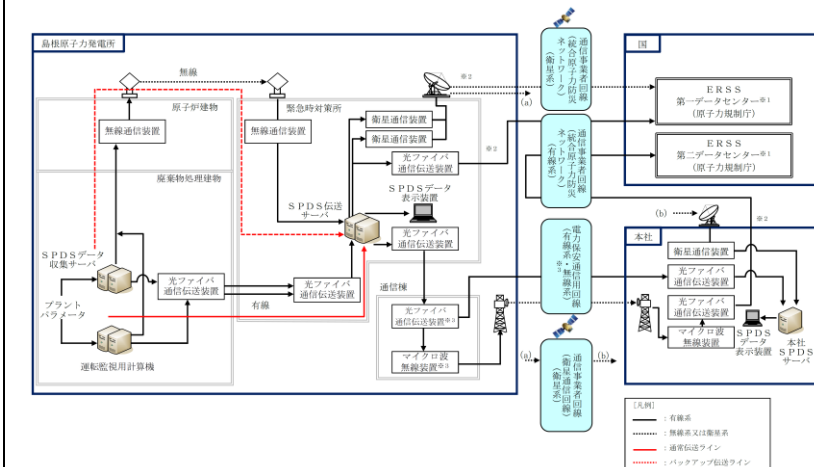 島根原子力発電所
無線
原子炉建物
無線通信装置
廃棄物処理建物
SPDSデータ
収集サーバ
プラント
パラメータ
運転監視用計算機
光ファイバ
通信伝送装置
有線
緊急時対策所
無線通信装置
衛星通信装置
衛星通信装置
光ファイバ
通信伝送装置
SPDS伝送
サーバ
SPDSデータ
表示装置
光ファイバ
通信伝送装置
光ファイバ
通信伝送装置
通信棟
光ファイバ
通信伝送装置※3
マイクロ波
無線装置※3
※2
(a)
※2
通信事業者回線
(統合原子力防災
ネットワーク)
(衛星系)
通信事業者回線
(統合原子力防災
ネットワーク)
(有線系)
電力保安通信用回線
(有線系・無線系)
※3
(a)
通信事業者回線
(衛星通信回線)
(衛星系)
(b)
国
ERSS
第一データセンター※1
(原子力規制庁)
ERSS
第二データセンター※1
(原子力規制庁)
(b)
※2
本社
衛星通信装置
光ファイバ
通信伝送装置
光ファイバ
通信伝送装置
マイクロ波
無線装置
SPDS
データ
表示装置
本社
SPDS
サーバ
[凡例]
:有線系
:無線系又は衛星系
:通常伝送ライン
:バックアップ伝送ライン